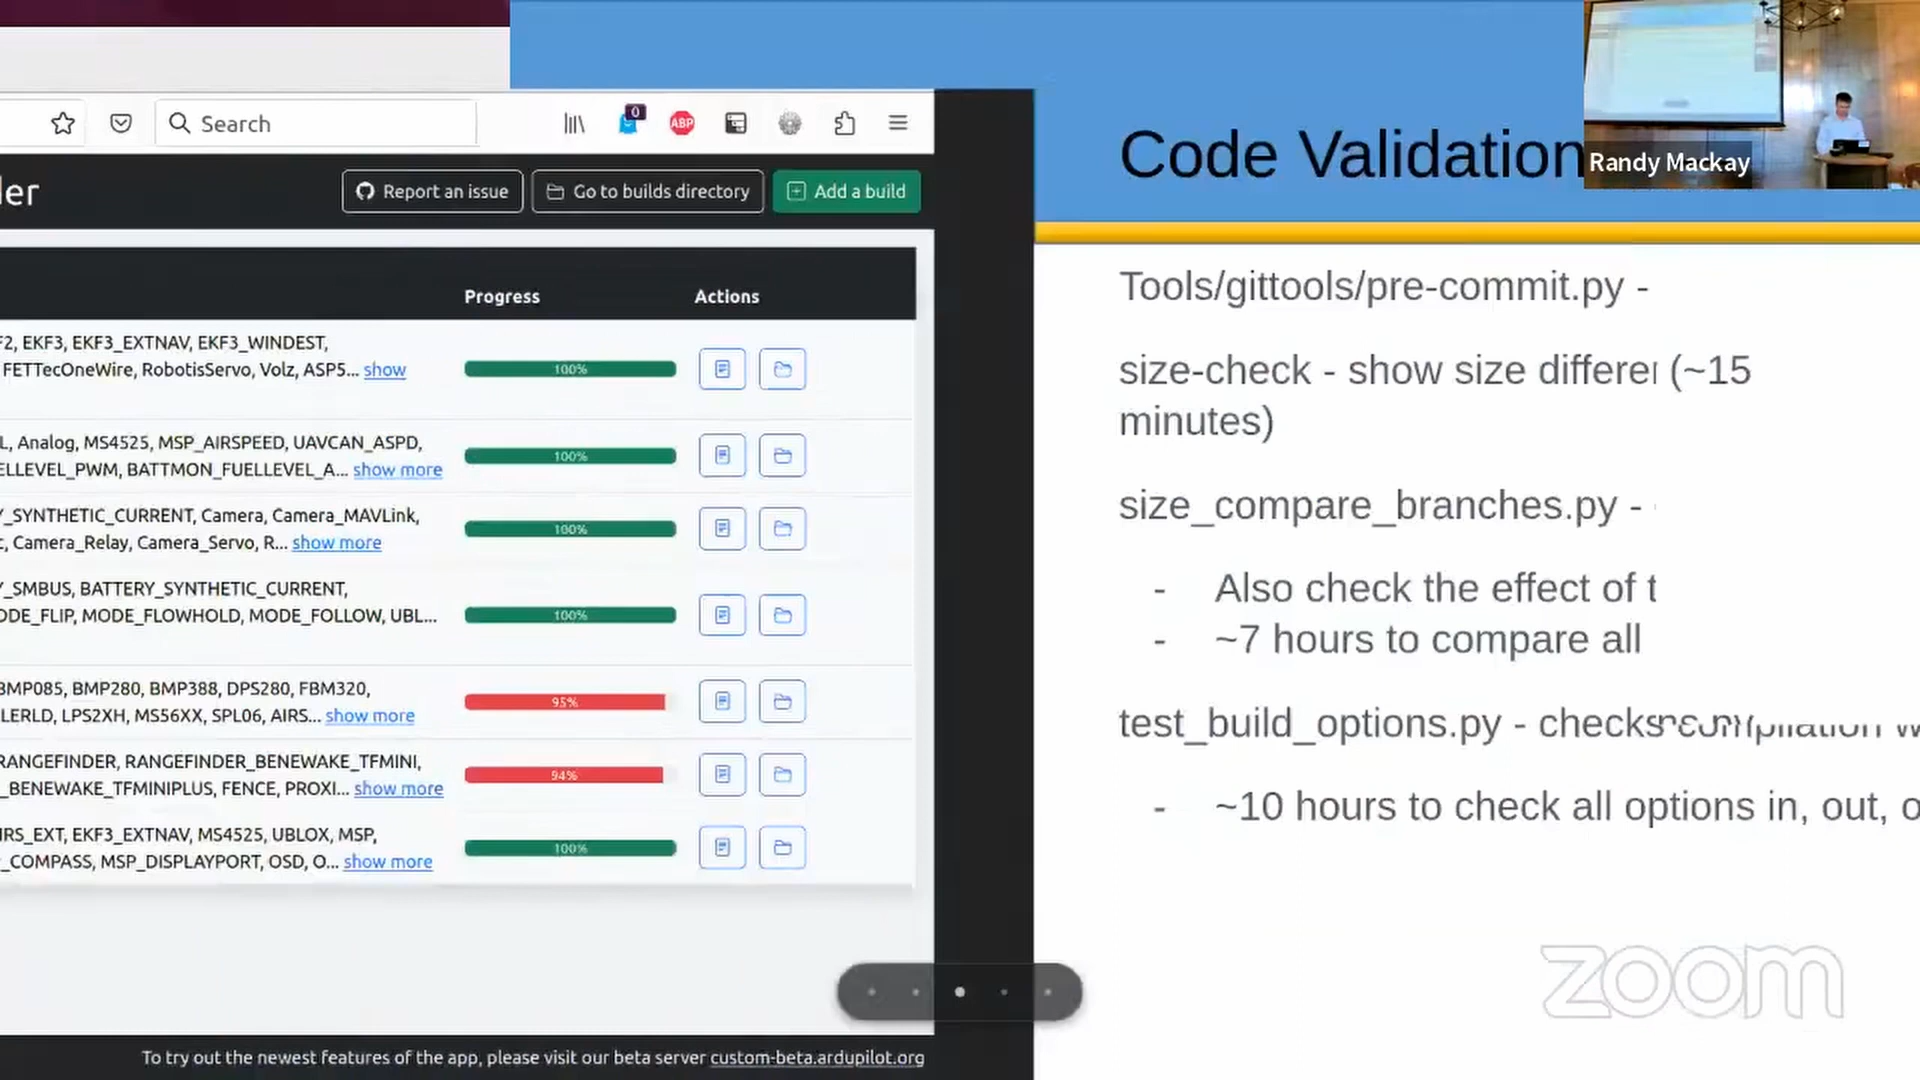 Search
0
ABP
der
Report an issue
Go to builds directory
Add a build
Progress
Actions
F2, EKF3, EKF3_EXTNAV, EKF3_WINDEST,
FETTecOneWire, RobotisServo, Volz, ASP5... show
100%
L, Analog, MS4525, MSP_AIRSPEED, UAVCAN_ASPD,
ELLEVEL_PWM, BATTMON_FUELLEVEL_A... show more
100%
Y_SYNTHETIC_CURRENT, Camera, Camera_MAVLink,
c, Camera_Relay, Camera_Servo, R... show more
100%
Y_SMBUS, BATTERY_SYNTHETIC_CURRENT,
ODE_FLIP, MODE_FLOWHOLD, MODE_FOLLOW, UBL...
100%
BMP085, BMP280, BMP388, DPS280, FBM320,
LERLD, LPS2XH, MS56XX, SPL06, AIRS... show more
95%
RANGEFINDER, RANGEFINDER_BENEWAKE_TFMINI,
_BENEWAKE_TFMINIPLUS, FENCE, PROXI... show more
94%
IRS_EXT, EKF3_EXTNAV, MS4525, UBLOX, MSP,
_COMPASS, MSP_DISPLAYPORT, OSD, O... show more
100%
To try out the newest features of the app, please visit our beta server custom-beta.ardupilot.org
Code Validation
Randy Mackay
Tools/gittools/pre-commit.py -
size-check - show size differe (~15
minutes)
size_compare_branches.py -
- Also check the effect of t
- ~7 hours to compare all
test_build_options.py - checks
- ~10 hours to check all options in, out, o
zoom